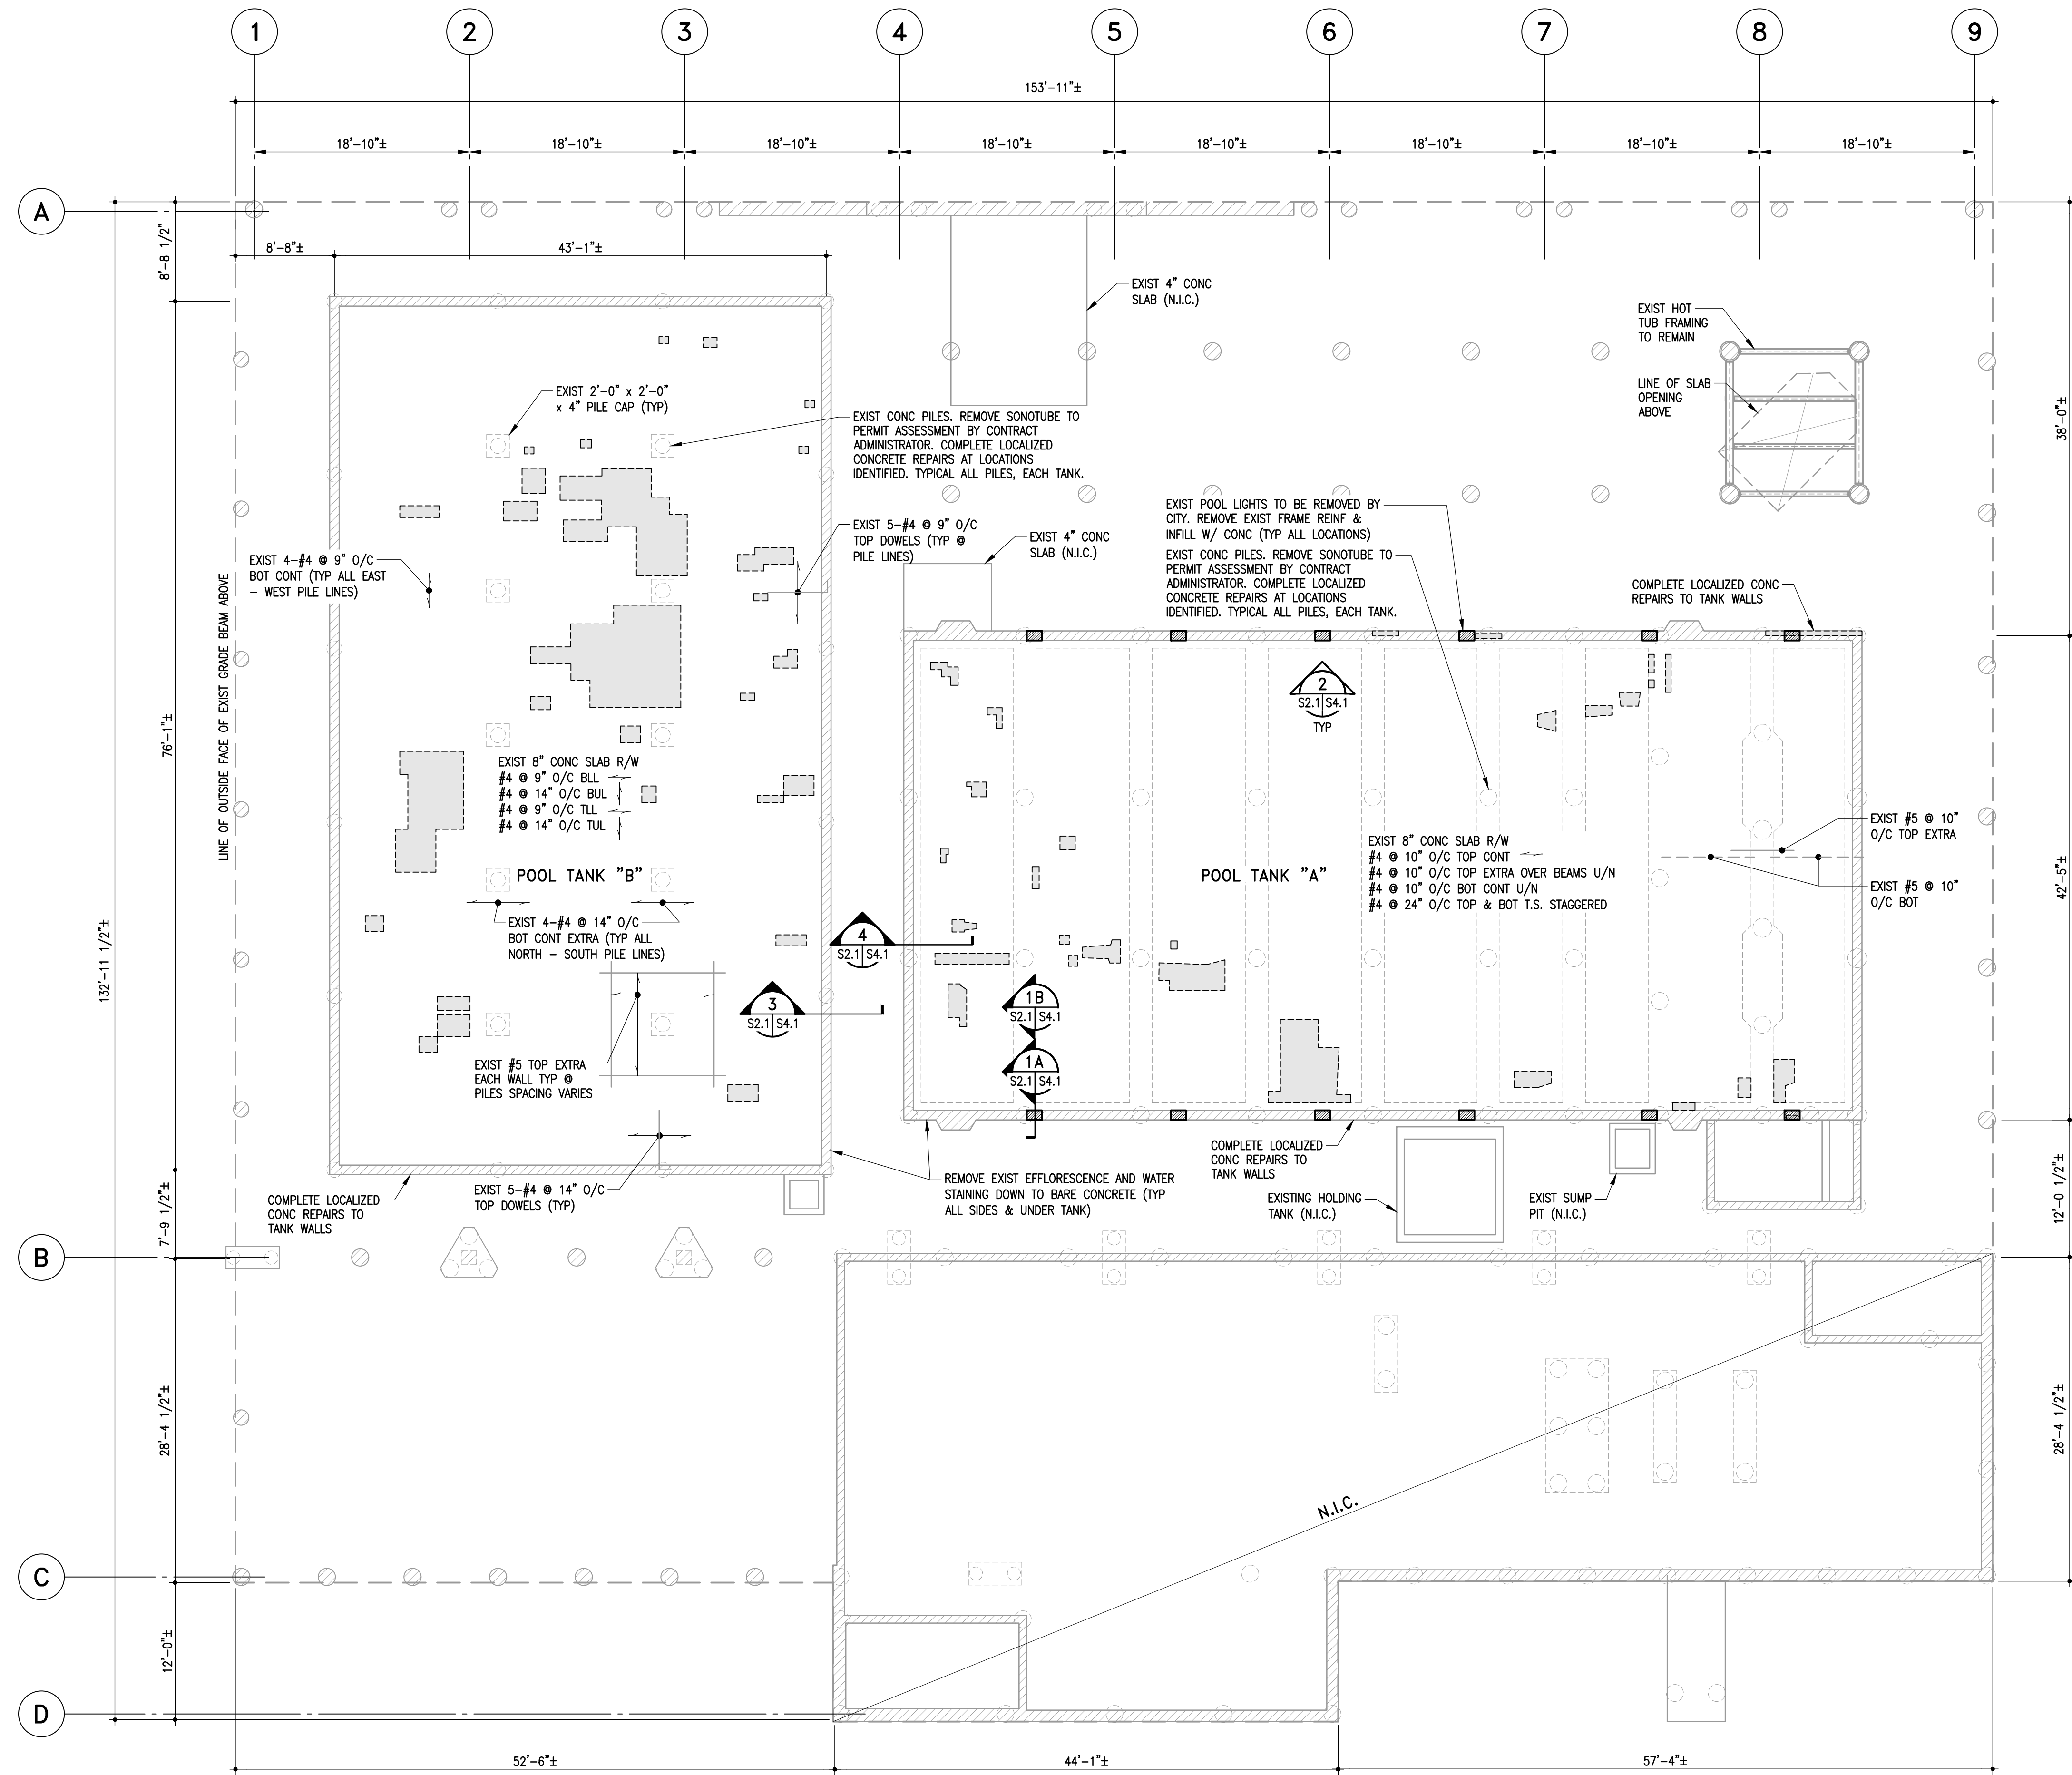 1 2 3 4 5 6 7 8 9
153'-11"±
18'-10"± 18'-10"± 18'-10"± 18'-10"± 18'-10"± 18'-10"± 18'-10"± 18'-10"±
A
8'-8 1/2"
8'-8"± 43'-1"±
EXIST 4" CONC
SLAB (N.I.C.)
EXIST HOT
TUB FRAMING
TO REMAIN
LINE OF SLAB
OPENING
ABOVE
38'-0"±
EXIST 2'-0" x 2'-0"
x 4" PILE CAP (TYP)
EXIST CONC PILES. REMOVE SONOTUBE TO
PERMIT ASSESSMENT BY CONTRACT
ADMINISTRATOR. COMPLETE LOCALIZED
CONCRETE REPAIRS AT LOCATIONS
IDENTIFIED. TYPICAL ALL PILES, EACH TANK.
EXIST POOL LIGHTS TO BE REMOVED BY
CITY. REMOVE EXIST FRAME REINF &
INFILL W/ CONC (TYP ALL LOCATIONS)
EXIST CONC PILES. REMOVE SONOTUBE TO
PERMIT ASSESSMENT BY CONTRACT
ADMINISTRATOR. COMPLETE LOCALIZED
CONCRETE REPAIRS AT LOCATIONS
IDENTIFIED. TYPICAL ALL PILES, EACH TANK.
EXIST 5-#4 @ 9" O/C
TOP DOWELS (TYP @
PILE LINES)
EXIST 4" CONC
SLAB (N.I.C.)
EXIST 4-#4 @ 9" O/C
BOT CONT (TYP ALL EAST
- WEST PILE LINES)
COMPLETE LOCALIZED CONC
REPAIRS TO TANK WALLS
LINE OF OUTSIDE FACE OF EXIST GRADE BEAM ABOVE
2
S2.1 S4.1
TYP
76'-1"±
EXIST 8" CONC SLAB R/W
#4 @ 9" O/C BLL
#4 @ 14" O/C BUL
#4 @ 9" O/C TLL
#4 @ 14" O/C TUL
POOL TANK "B"
POOL TANK "A"
EXIST 8" CONC SLAB R/W
#4 @ 10" O/C TOP CONT
#4 @ 10" O/C TOP EXTRA OVER BEAMS U/N
#4 @ 10" O/C BOT CONT U/N
#4 @ 24" O/C TOP & BOT T.S. STAGGERED
EXIST #5 @ 10"
O/C TOP EXTRA
EXIST #5 @ 10"
O/C BOT
42'-5"±
132'-11 1/2"±
EXIST 4-#4 @ 14" O/C
BOT CONT EXTRA (TYP ALL
NORTH - SOUTH PILE LINES)
4
S2.1 S4.1
3
S2.1 S4.1
1B
S2.1 S4.1
1A
S2.1 S4.1
EXIST #5 TOP EXTRA
EACH WALL TYP @
PILES SPACING VARIES
COMPLETE LOCALIZED
CONC REPAIRS TO
TANK WALLS
EXIST 5-#4 @ 14" O/C
TOP DOWELS (TYP)
REMOVE EXIST EFFLORESCENCE AND WATER
STAINING DOWN TO BARE CONCRETE (TYP
ALL SIDES & UNDER TANK)
COMPLETE LOCALIZED
CONC REPAIRS TO
TANK WALLS
EXISTING HOLDING
TANK (N.I.C.)
EXIST SUMP
PIT (N.I.C.)
7'-9 1/2"±
12'-0 1/2"±
B
28'-4 1/2"±
28'-4 1/2"±
N.I.C.
C
12'-0"±
D
52'-6"± 44'-1"± 57'-4"±